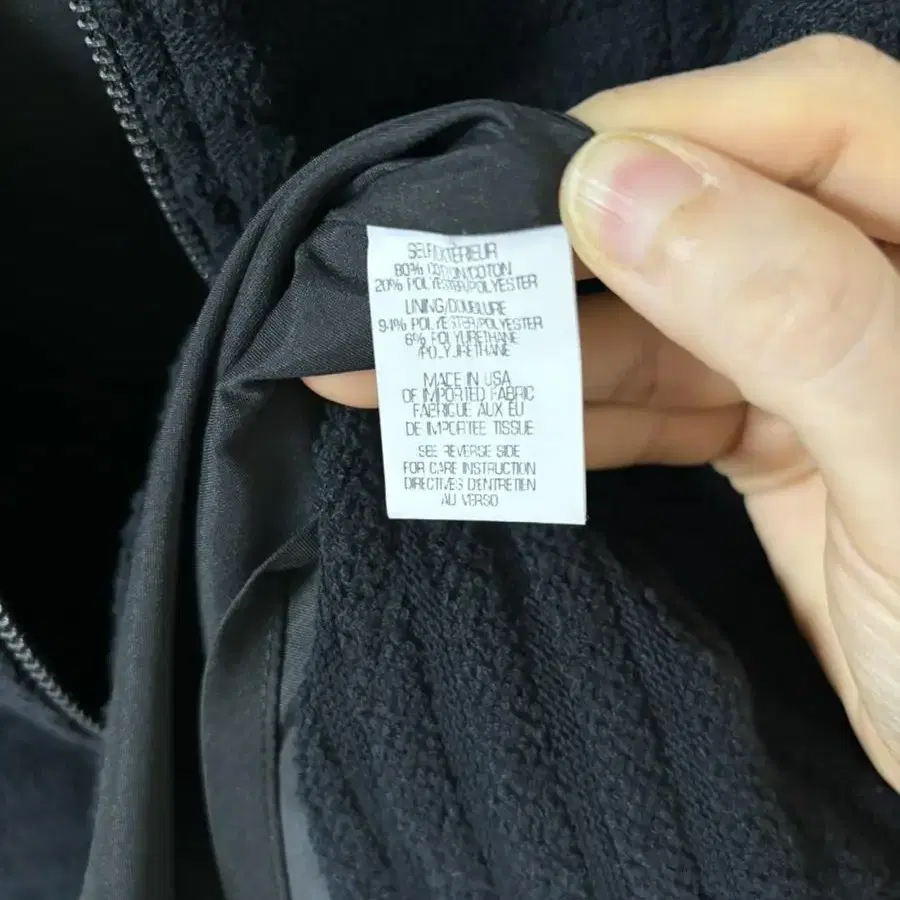 SELF/EXTÉRIEUR
80% COTTON/COTON
20% POLYESTER/POLYESTER
LINING/DOUBLURE
94% POLYESTER/POLYESTER
6% POLYURETHANE
/POLYURETHANE
MADE IN USA
OF IMPORTED FABRIC
FABRIQUE AUX EU
DE IMPORTEE TISSUE
SEE REVERSE SIDE
FOR CARE INSTRUCTION
DIRECTIVES D'ENTRETIEN
AU VERSO